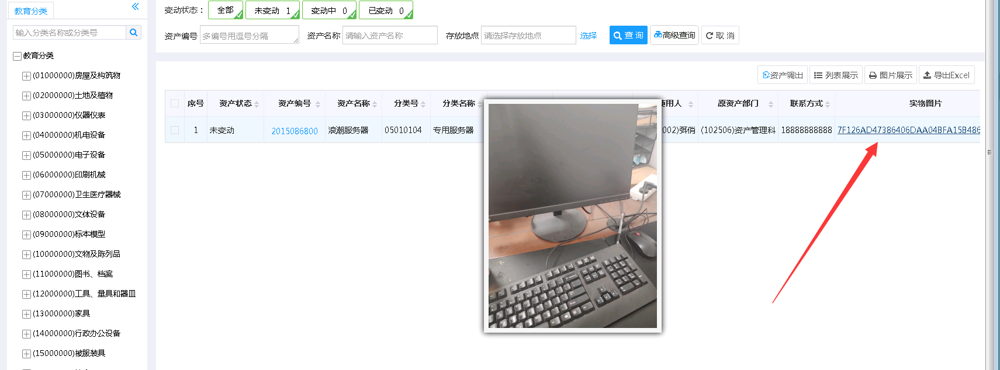 教育分类
输入分类名称或分类号
教育分类
(01000000)房屋及构筑物
(02000000)土地及植物
(03000000)仪器仪表
(04000000)机电设备
(05000000)电子设备
(06000000)印刷机械
(07000000)卫生医疗器械
(08000000)文体设备
(09000000)标本模型
(10000000)文物及陈列品
(11000000)图书、档案
(12000000)工具、量具和器皿
(13000000)家具
(14000000)行政办公设备
(15000000)被服装具
变动状态： 全部 未变动 1 变动中 0 已变动 0
资产编号 多编号用逗号分隔 资产名称 请输入资产名称 存放地点 请选择存放地点 选择 查 询 高级查询 取 消
资产调出 列表展示 图片展示 导出Excel
序号 资产状态 资产编号 资产名称 分类号 分类名称 使用人 原资产部门 联系方式 实物图片
1 未变动 2015086800 浪潮服务器 05010104 专用服务器 002)弭俏 (102506)资产管理科 18888888888 7F126AD47386406DAA04BFA15B486